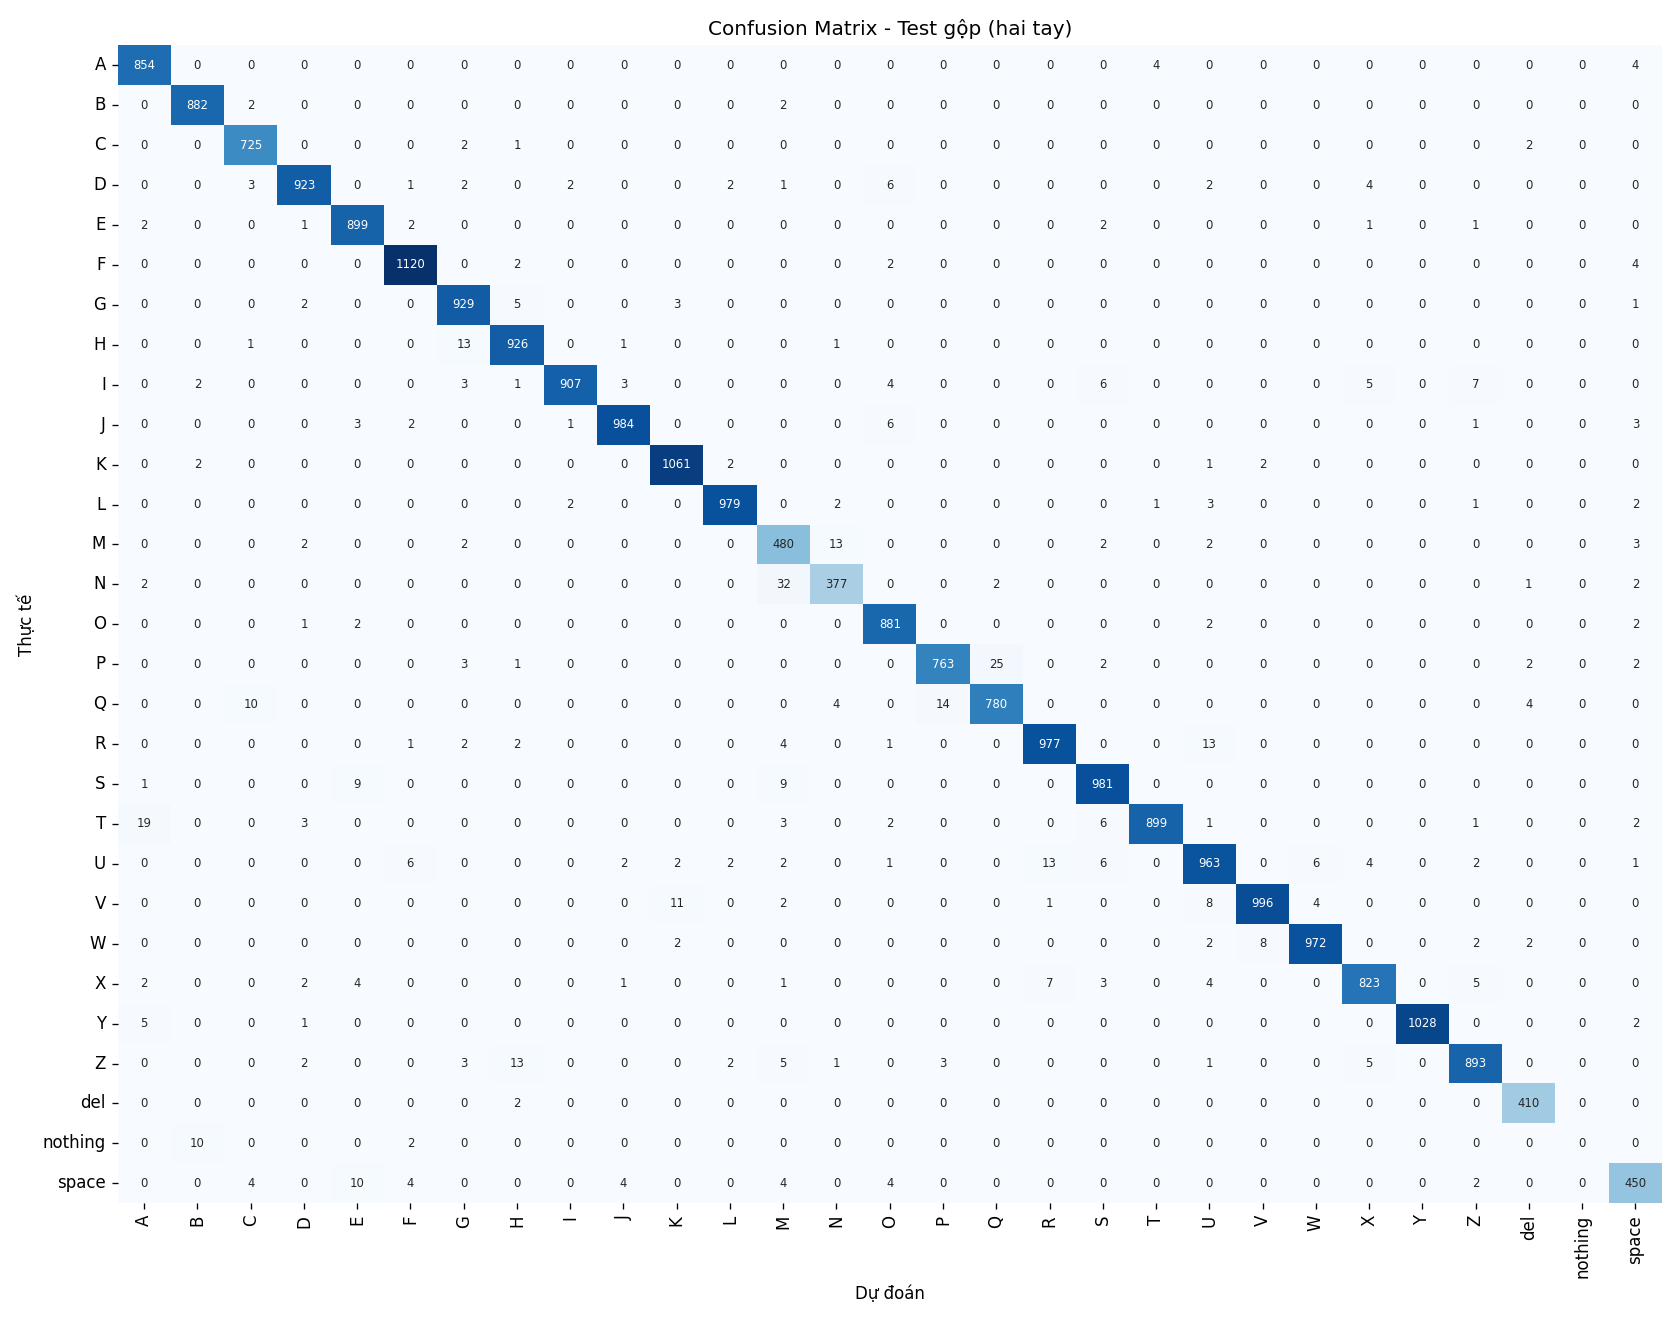 Confusion Matrix - Test gộp (hai tay)
Thực tế
A 854 0 0 0 0 0 0 0 0 0 0 0 0 0 0 0 0 0 0 4 0 0 0 0 0 0 0 0 4
B 0 882 2 0 0 0 0 0 0 0 0 0 2 0 0 0 0 0 0 0 0 0 0 0 0 0 0 0 0
C 0 0 725 0 0 0 2 1 0 0 0 0 0 0 0 0 0 0 0 0 0 0 0 0 0 0 2 0 0
D 0 0 3 923 0 1 2 0 2 0 0 2 1 0 6 0 0 0 0 0 2 0 0 4 0 0 0 0 0
E 2 0 0 1 899 2 0 0 0 0 0 0 0 0 0 0 0 0 2 0 0 0 0 1 0 1 0 0 0
F 0 0 0 0 0 1120 0 2 0 0 0 0 0 0 2 0 0 0 0 0 0 0 0 0 0 0 0 0 4
G 0 0 0 2 0 0 929 5 0 0 3 0 0 0 0 0 0 0 0 0 0 0 0 0 0 0 0 0 1
H 0 0 1 0 0 0 13 926 0 1 0 0 0 1 0 0 0 0 0 0 0 0 0 0 0 0 0 0 0
I 0 2 0 0 0 0 3 1 907 3 0 0 0 0 4 0 0 0 6 0 0 0 0 5 0 7 0 0 0
J 0 0 0 0 3 2 0 0 1 984 0 0 0 0 6 0 0 0 0 0 0 0 0 0 0 1 0 0 3
K 0 2 0 0 0 0 0 0 0 0 1061 2 0 0 0 0 0 0 0 0 1 2 0 0 0 0 0 0 0
L 0 0 0 0 0 0 0 0 2 0 0 979 0 2 0 0 0 0 0 1 3 0 0 0 0 1 0 0 2
M 0 0 0 2 0 0 2 0 0 0 0 0 480 13 0 0 0 0 2 0 2 0 0 0 0 0 0 0 3
N 2 0 0 0 0 0 0 0 0 0 0 0 32 377 0 0 2 0 0 0 0 0 0 0 0 0 1 0 2
O 0 0 0 1 2 0 0 0 0 0 0 0 0 0 881 0 0 0 0 0 2 0 0 0 0 0 0 0 2
P 0 0 0 0 0 0 3 1 0 0 0 0 0 0 0 763 25 0 2 0 0 0 0 0 0 0 2 0 2
Q 0 0 10 0 0 0 0 0 0 0 0 0 0 4 0 14 780 0 0 0 0 0 0 0 0 0 4 0 0
R 0 0 0 0 0 1 2 2 0 0 0 0 4 0 1 0 0 977 0 0 13 0 0 0 0 0 0 0 0
S 1 0 0 0 9 0 0 0 0 0 0 0 9 0 0 0 0 0 981 0 0 0 0 0 0 0 0 0 0
T 19 0 0 3 0 0 0 0 0 0 0 0 3 0 2 0 0 0 6 899 1 0 0 0 0 1 0 0 2
U 0 0 0 0 0 6 0 0 0 2 2 2 2 0 1 0 0 13 6 0 963 0 6 4 0 2 0 0 1
V 0 0 0 0 0 0 0 0 0 0 11 0 2 0 0 0 0 1 0 0 8 996 4 0 0 0 0 0 0
W 0 0 0 0 0 0 0 0 0 0 2 0 0 0 0 0 0 0 0 0 2 8 972 0 0 2 2 0 0
X 2 0 0 2 4 0 0 0 0 1 0 0 1 0 0 0 0 7 3 0 4 0 0 823 0 5 0 0 0
Y 5 0 0 1 0 0 0 0 0 0 0 0 0 0 0 0 0 0 0 0 0 0 0 0 1028 0 0 0 2
Z 0 0 0 2 0 0 3 13 0 0 0 2 5 1 0 3 0 0 0 0 1 0 0 5 0 893 0 0 0
del 0 0 0 0 0 0 0 2 0 0 0 0 0 0 0 0 0 0 0 0 0 0 0 0 0 0 410 0 0
nothing 0 10 0 0 0 2 0 0 0 0 0 0 0 0 0 0 0 0 0 0 0 0 0 0 0 0 0 0 0
space 0 0 4 0 10 4 0 0 0 4 0 0 4 0 4 0 0 0 0 0 0 0 0 0 0 2 0 0 450
A B C D E F G H I J K L M N O P Q R S T U V W X Y Z del nothing space
Dự đoán